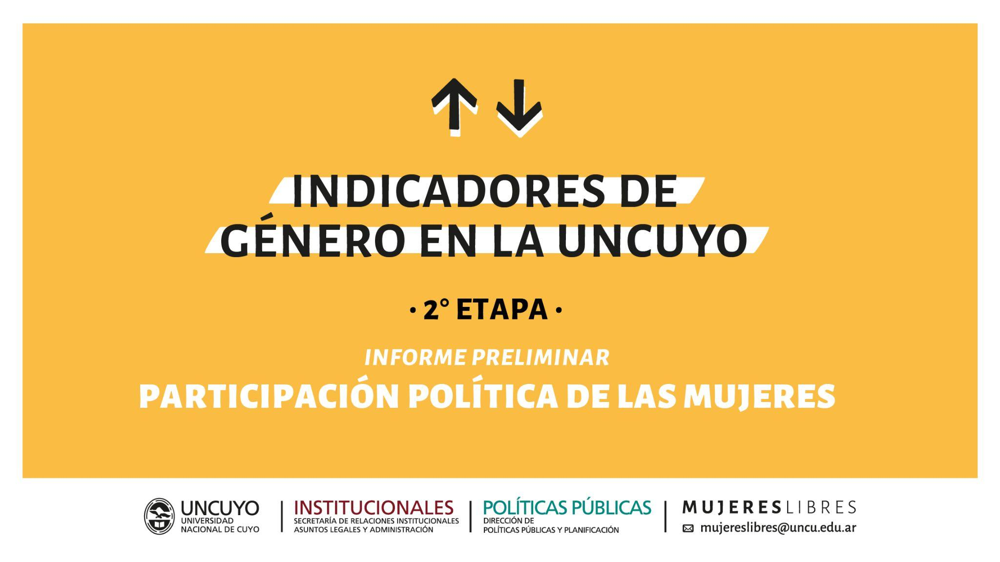 INDICADORES DE
GÉNERO EN LA UNCUYO
· 2° ETAPA ·
INFORME PRELIMINAR
PARTICIPACIÓN POLÍTICA DE LAS MUJERES
UNCUYO
UNIVERSIDAD
NACIONAL DE CUYO
INSTITUCIONALES
SECRETARÍA DE RELACIONES INSTITUCIONALES
ASUNTOS LEGALES Y ADMINISTRACIÓN
POLÍTICAS PÚBLICAS
DIRECCIÓN DE
POLÍTICAS PÚBLICAS Y PLANIFICACIÓN
MUJERESLIBRES
mujereslibres@uncu.edu.ar